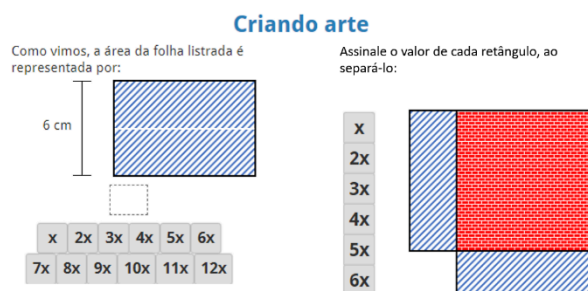 Criando arte
Como vimos, a área da folha listrada é
representada por:
6 cm
x 2x 3x 4x 5x 6x
7x 8x 9x 10x 11x 12x
Assinale o valor de cada retângulo, ao
separá-lo:
x
2x
3x
4x
5x
6x